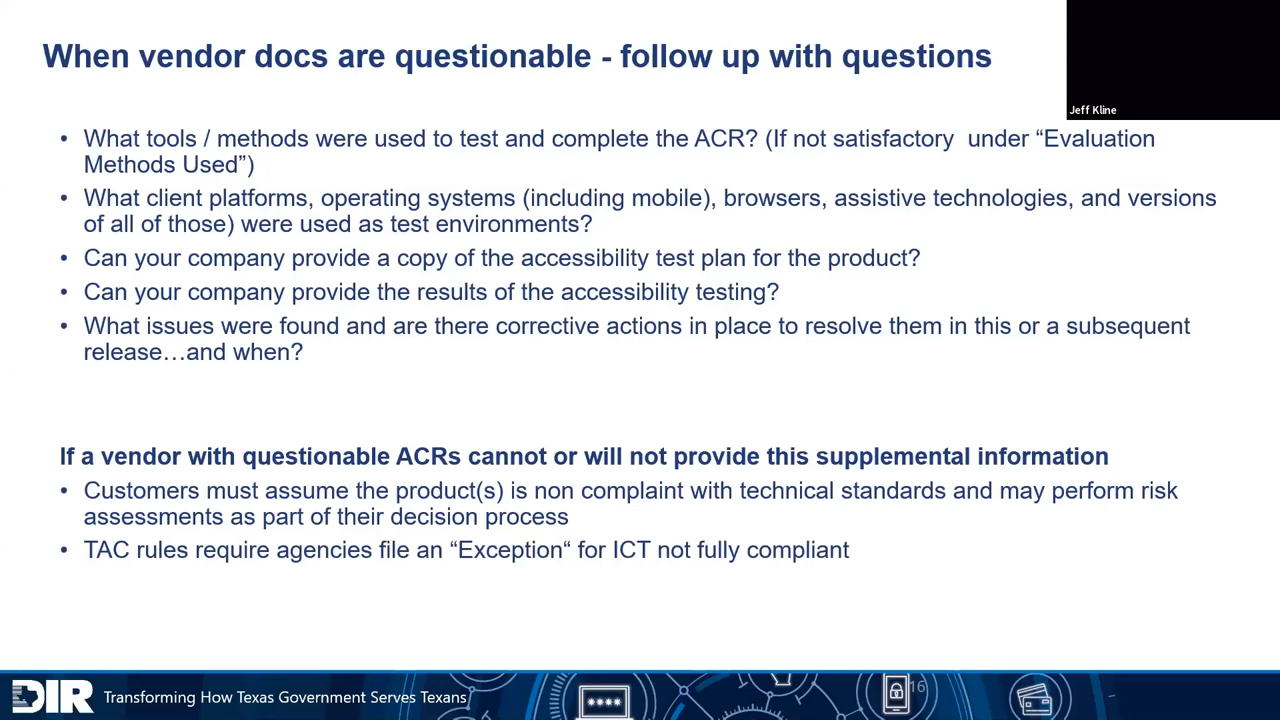 When vendor docs are questionable - follow up with questions
Jeff Kline
• What tools / methods were used to test and complete the ACR? (If not satisfactory  under “Evaluation
Methods Used”)
• What client platforms, operating systems (including mobile), browsers, assistive technologies, and versions
of all of those) were used as test environments?
• Can your company provide a copy of the accessibility test plan for the product?
• Can your company provide the results of the accessibility testing?
• What issues were found and are there corrective actions in place to resolve them in this or a subsequent
release…and when?
If a vendor with questionable ACRs cannot or will not provide this supplemental information
• Customers must assume the product(s) is non complaint with technical standards and may perform risk
assessments as part of their decision process
• TAC rules require agencies file an “Exception“ for ICT not fully compliant
DIR Transforming How Texas Government Serves Texans
16